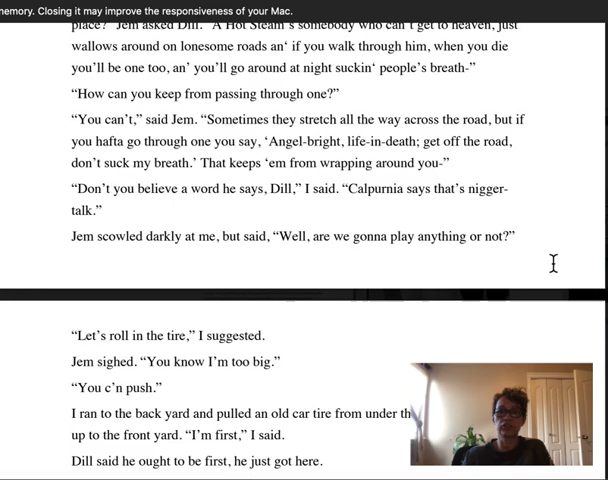 nemory. Closing it may improve the responsiveness of your Mac.
place?" Jem asked Dill. "A Hot Steam's somebody who can't get to heaven, just
wallows around on lonesome roads an‘ if you walk through him, when you die
you’ll be one too, an’ you’ll go around at night suckin‘ people’s breath-”
“How can you keep from passing through one?”
“You can’t,” said Jem. “Sometimes they stretch all the way across the road, but if
you hafta go through one you say, ‘Angel-bright, life-in-death; get off the road,
don’t suck my breath.’ That keeps ‘em from wrapping around you-”
“Don’t you believe a word he says, Dill,” I said. “Calpurnia says that’s nigger-
talk.”
Jem scowled darkly at me, but said, “Well, are we gonna play anything or not?”
“Let’s roll in the tire,” I suggested.
Jem sighed. “You know I’m too big.”
“You c’n push.”
I ran to the back yard and pulled an old car tire from under th
up to the front yard. “I’m first,” I said.
Dill said he ought to be first, he just got here.